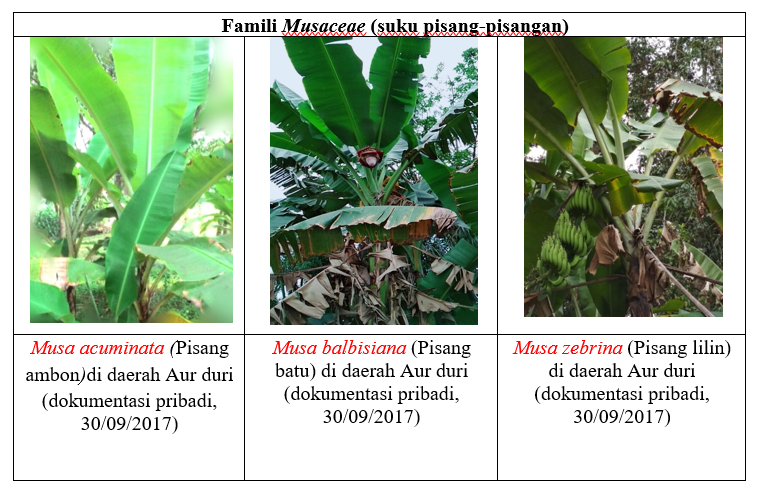 Famili Musaceae (suku pisang-pisangan)
Musa acuminata (Pisang
ambon)di daerah Aur duri
(dokumentasi pribadi,
30/09/2017)
Musa balbisiana (Pisang
batu) di daerah Aur duri
(dokumentasi pribadi,
30/09/2017)
Musa zebrina (Pisang lilin)
di daerah Aur duri
(dokumentasi pribadi,
30/09/2017)